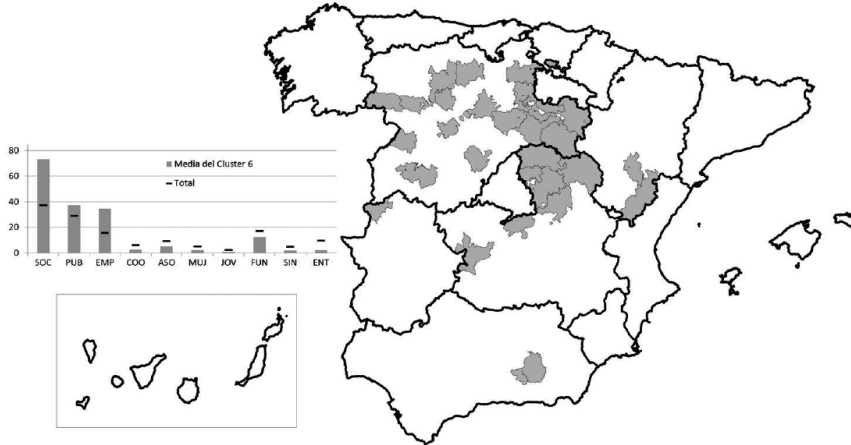 80
60
40
20
0
Media del Cluster 6
Total
SOC PUB EMP COO ASO MUJ JOV FUN SIN ENT